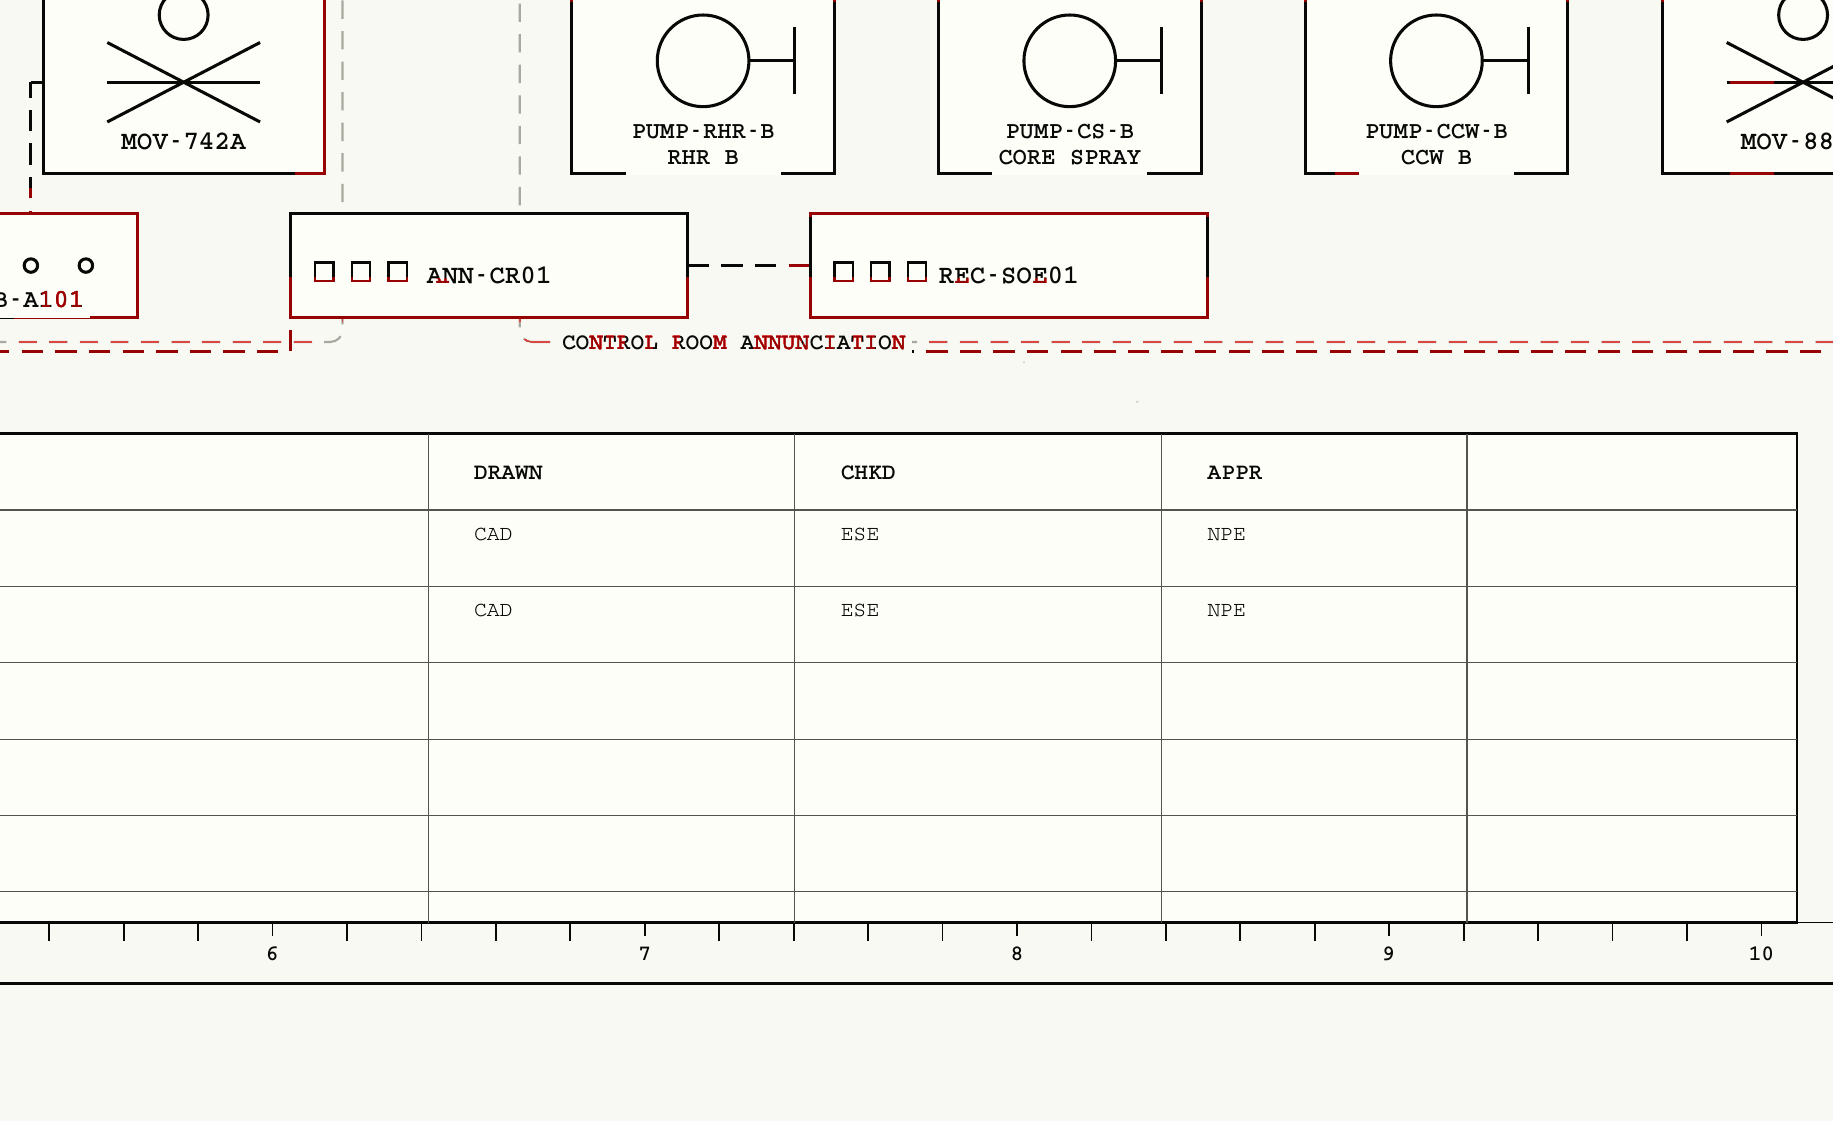 MOV-742A
PUMP-RHR-B
RHR B
PUMP-CS-B
CORE SPRAY
PUMP-CCW-B
CCW B
MOV-88
B-A101
ANN-CR01
REC-SOE01
CONTROL ROOM ANNUNCIATION
DRAWN CHKD APPR
CAD ESE NPE
CAD ESE NPE
6 7 8 9 10